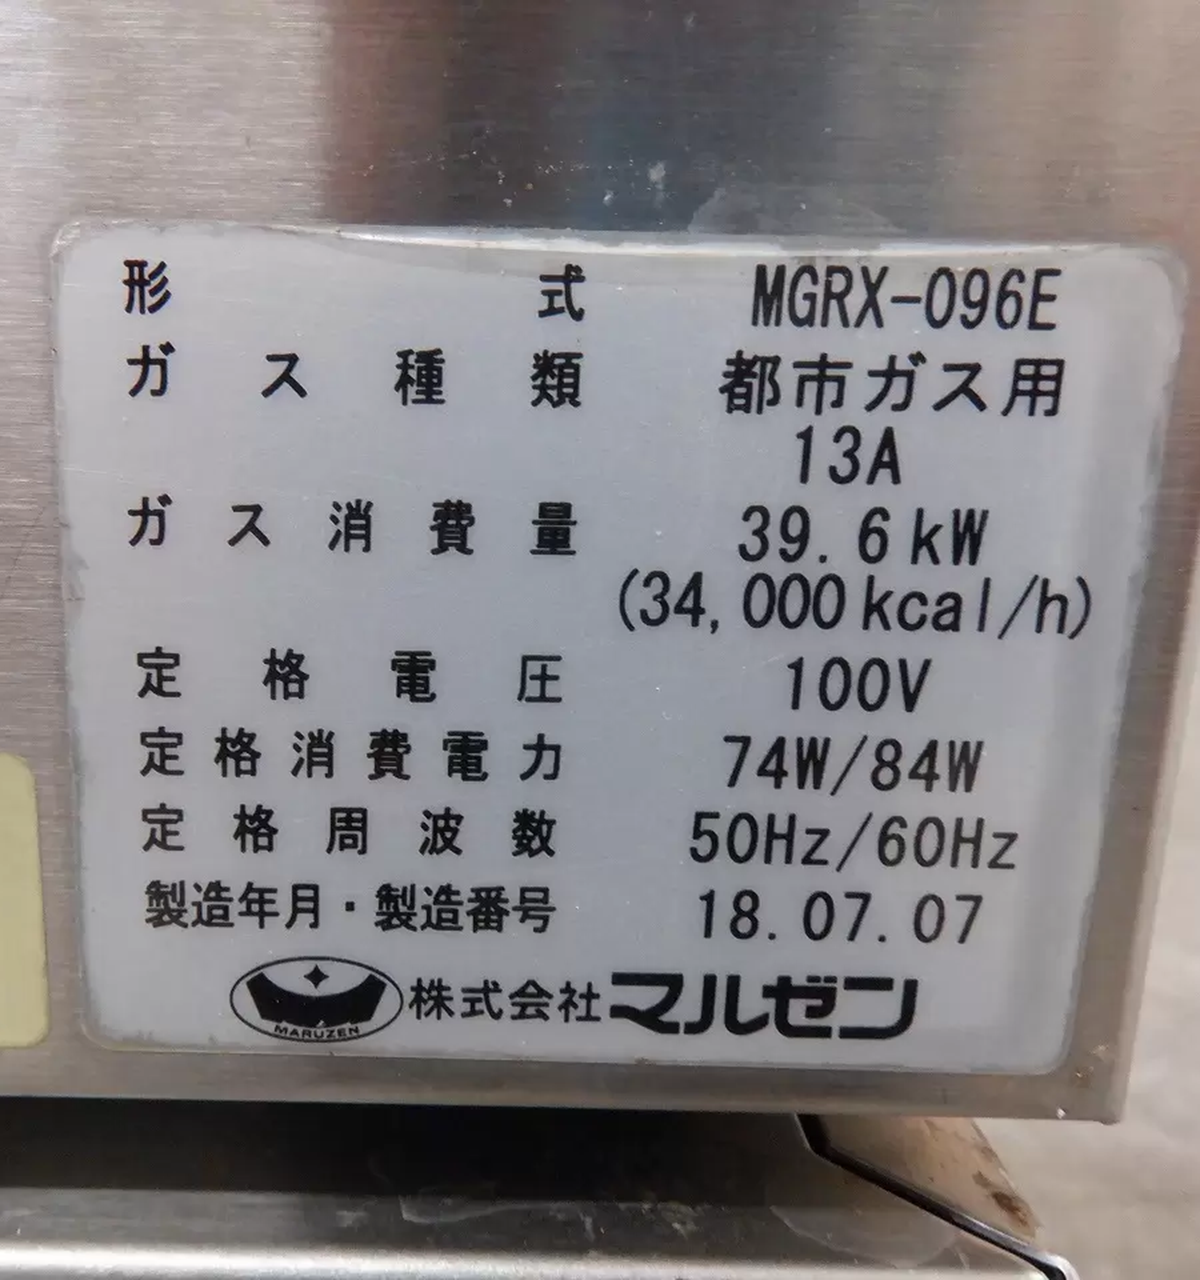 形式 MGRX-096E
ガス種類 都市ガス用
13A
ガス消費量 39.6kW
(34,000kcal/h)
定格電圧 100V
定格消費電力 74W/84W
定格周波数 50Hz/60Hz
製造年月・製造番号 18.07.07
MARUZEN 株式会社マルゼン